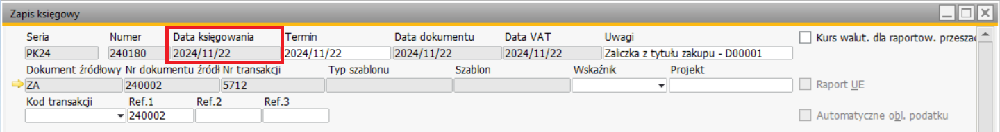 Zapis księgowy
Seria Numer Data księgowania Termin Data dokumentu Data VAT Uwagi
PK24 240180 2024/11/22 2024/11/22 2024/11/22 2024/11/22 Zaliczka z tytułu zakupu - D00001
Kurs walut. dla raportow. przeszac
Dokument źródłowy Nr dokumentu źródł Nr transakcji Typ szablonu Szablon Wskaźnik Projekt
ZA 240002 5712
Raport UE
Kod transakcji Ref.1 Ref.2 Ref.3
240002
Automatyczne obl. podatku